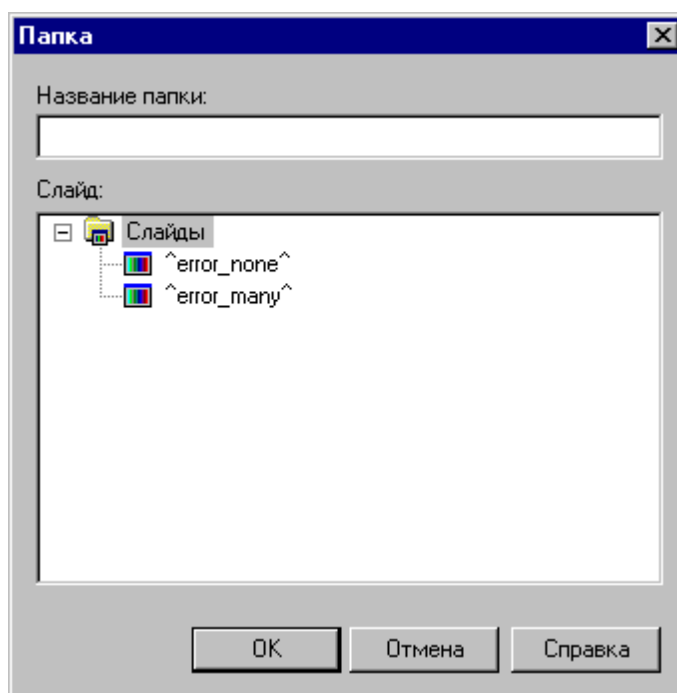 Папка
Название папки:
Слайд:
Слайды
^error_none^
^error_many^
OK Отмена Справка